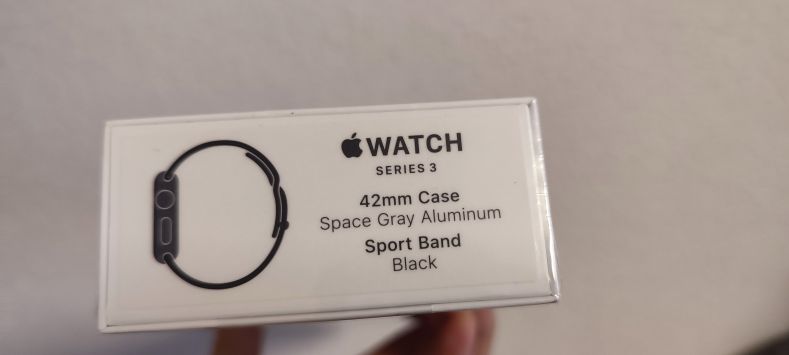 WATCH
SERIES 3
42mm Case
Space Gray Aluminum
Sport Band
Black